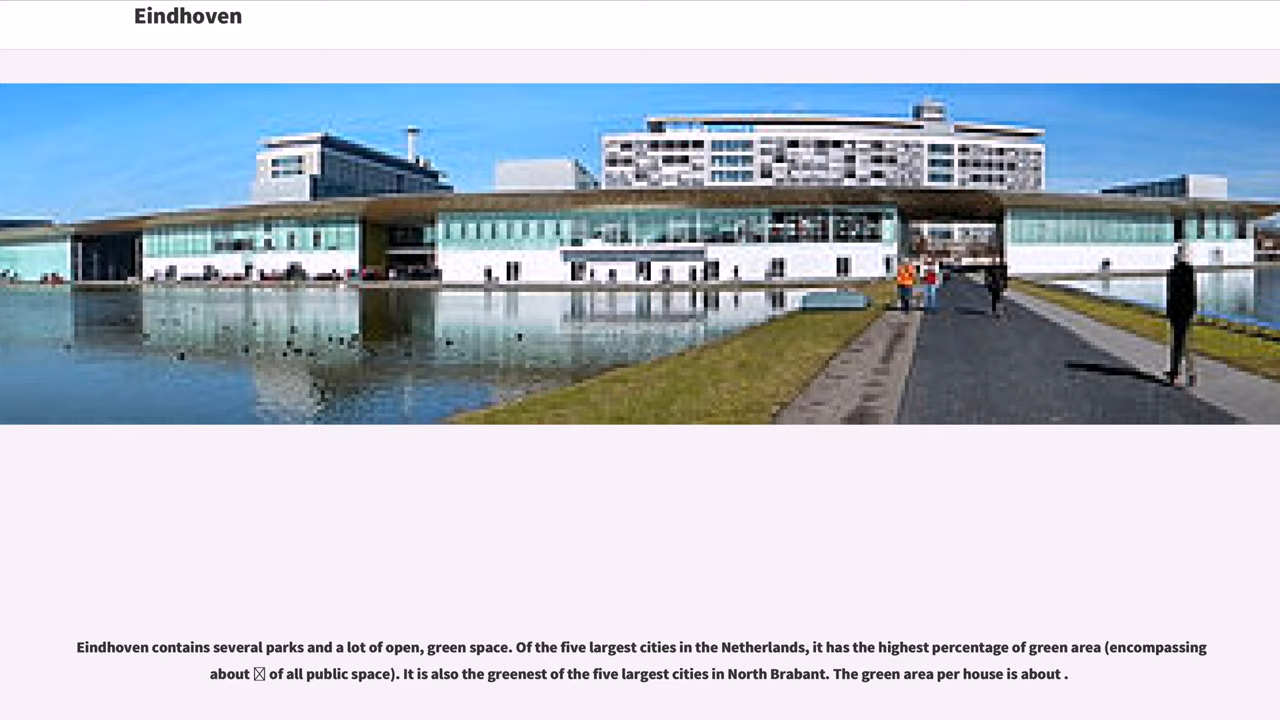 Eindhoven
Eindhoven contains several parks and a lot of open, green space. Of the five largest cities in the Netherlands, it has the highest percentage of green area (encompassing
about of all public space). It is also the greenest of the five largest cities in North Brabant. The green area per house is about .